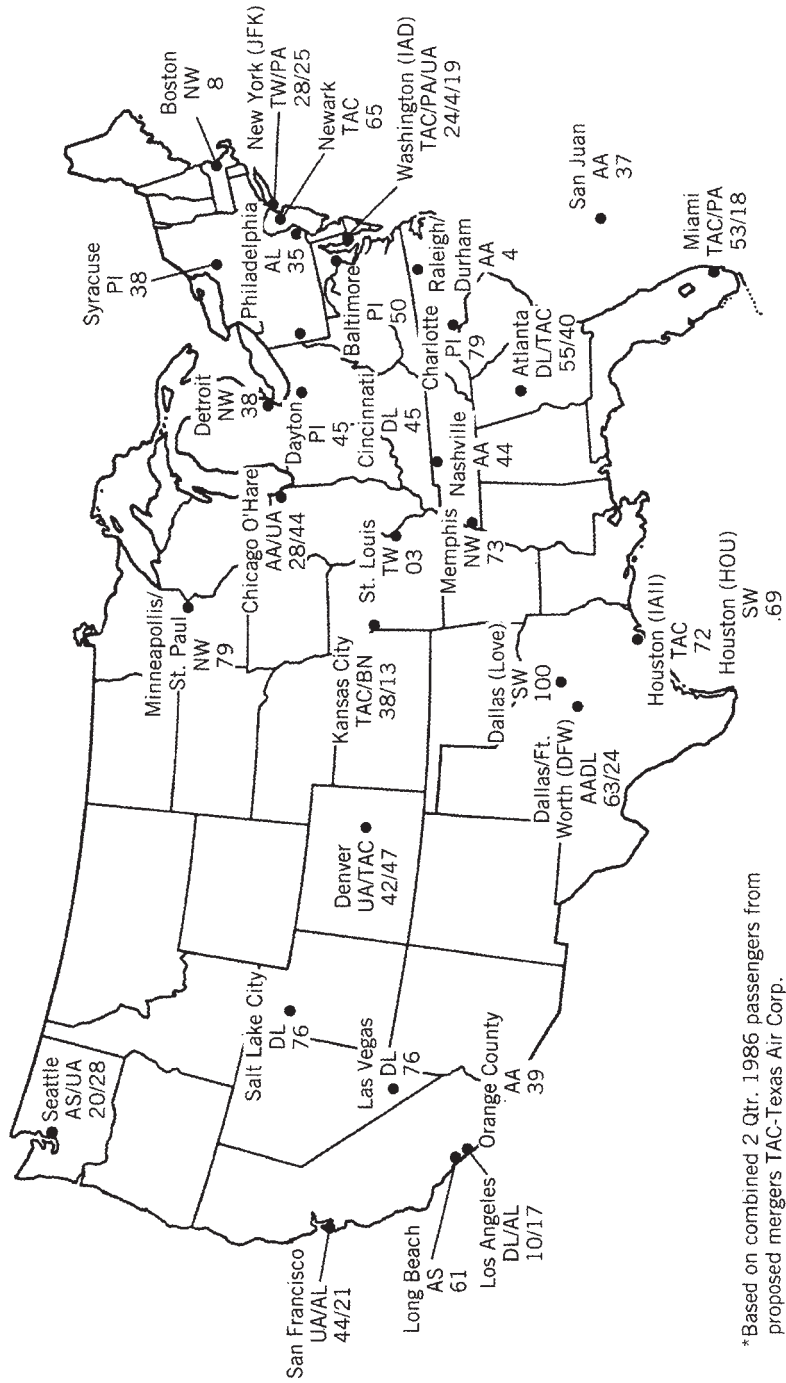 Seattle
AS/UA
20/28
San Francisco
UA/AL
44/21
Long Beach
AS
61
Los Angeles
DL/AL
10/17
Orange County
AA
39
Las Vegas
DL
76
Salt Lake City
DL
76
Denver
UA/TAC
42/47
Minneapolis/
St. Paul
NW
79
Kansas City
TAC/BN
38/13
Dallas (Love)
SW
100
Dallas/Ft.
Worth (DFW)
AADL
63/24
Houston (IAII)
TAC
72
Houston (HOU)
SW
.69
Chicago O'Hare
AA/UA
28/44
St. Louis
TW
03
Memphis
NW
73
Detroit
NW
38
Dayton
PI
45
Cincinnati
DL
45
Nashville
AA
44
Syracuse
PI
38
Philadelphia
AL
35
Baltimore
PI
50
Charlotte
PI
79
Raleigh/
Durham
AA
4
Atlanta
DL/TAC
55/40
Boston
NW
8
New York (JFK)
TW/PA
28/25
Newark
TAC
65
Washington (IAD)
TAC/PA/UA
24/4/19
San Juan
AA
37
Miami
TAC/PA
53/18
*Based on combined 2 Qtr. 1986 passengers from
proposed mergers TAC-Texas Air Corp.